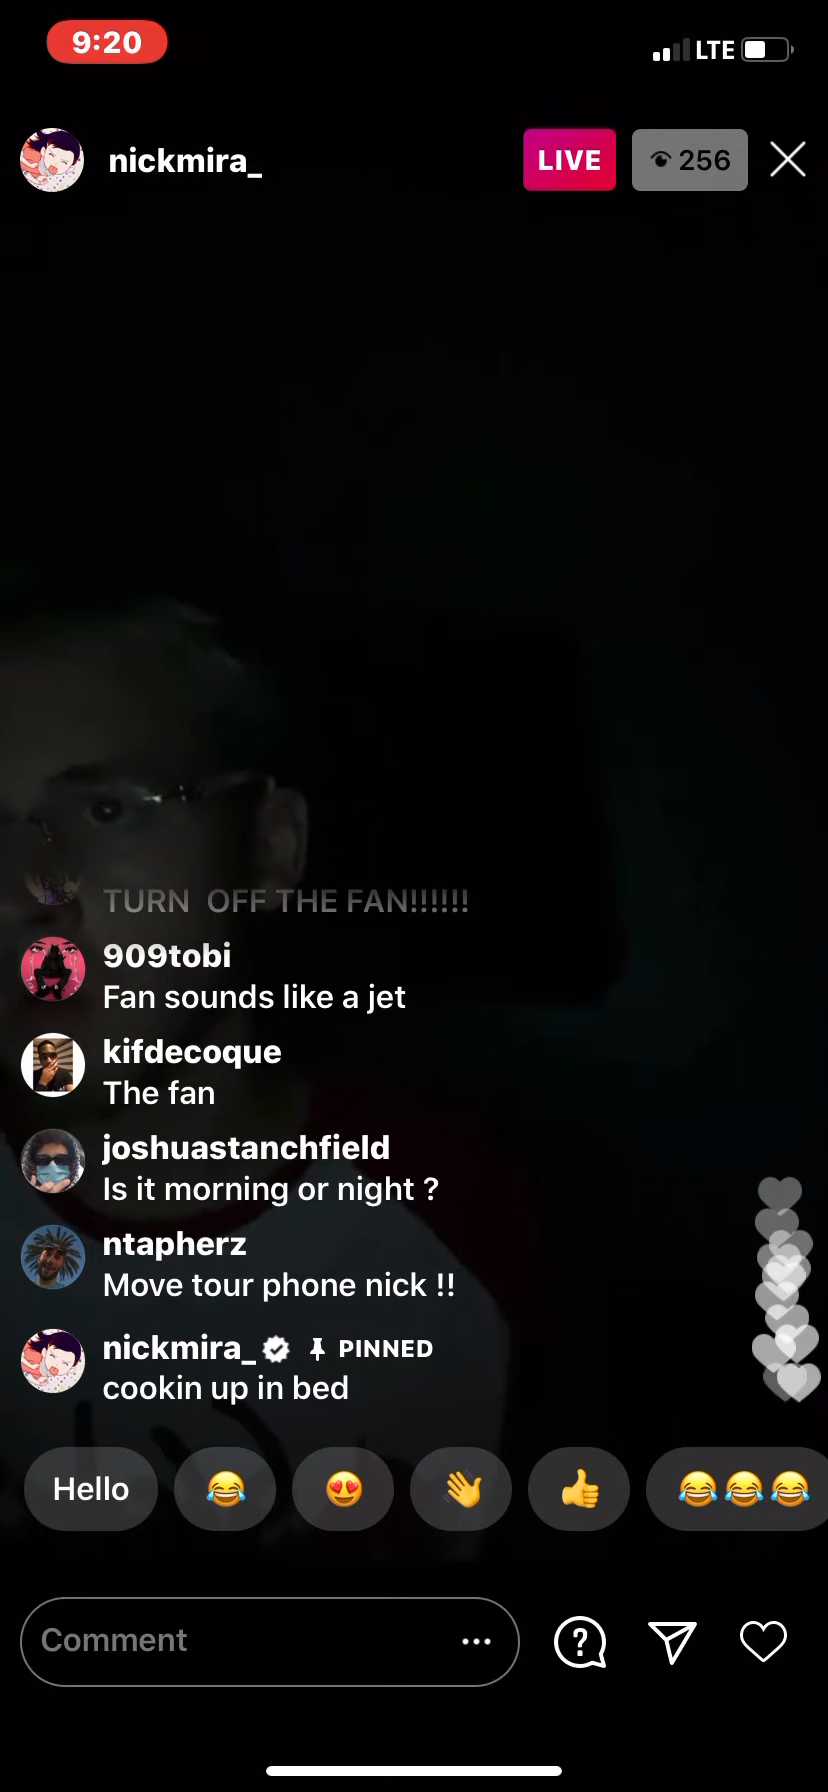 9:20
LTE
nickmira_
LIVE
256
TURN OFF THE FAN!!!!!!
909tobi
Fan sounds like a jet
kifdecoque
The fan
joshuastanchfield
Is it morning or night ?
ntapherz
Move tour phone nick !!
nickmira_ PINNED
cookin up in bed
Hello
Comment